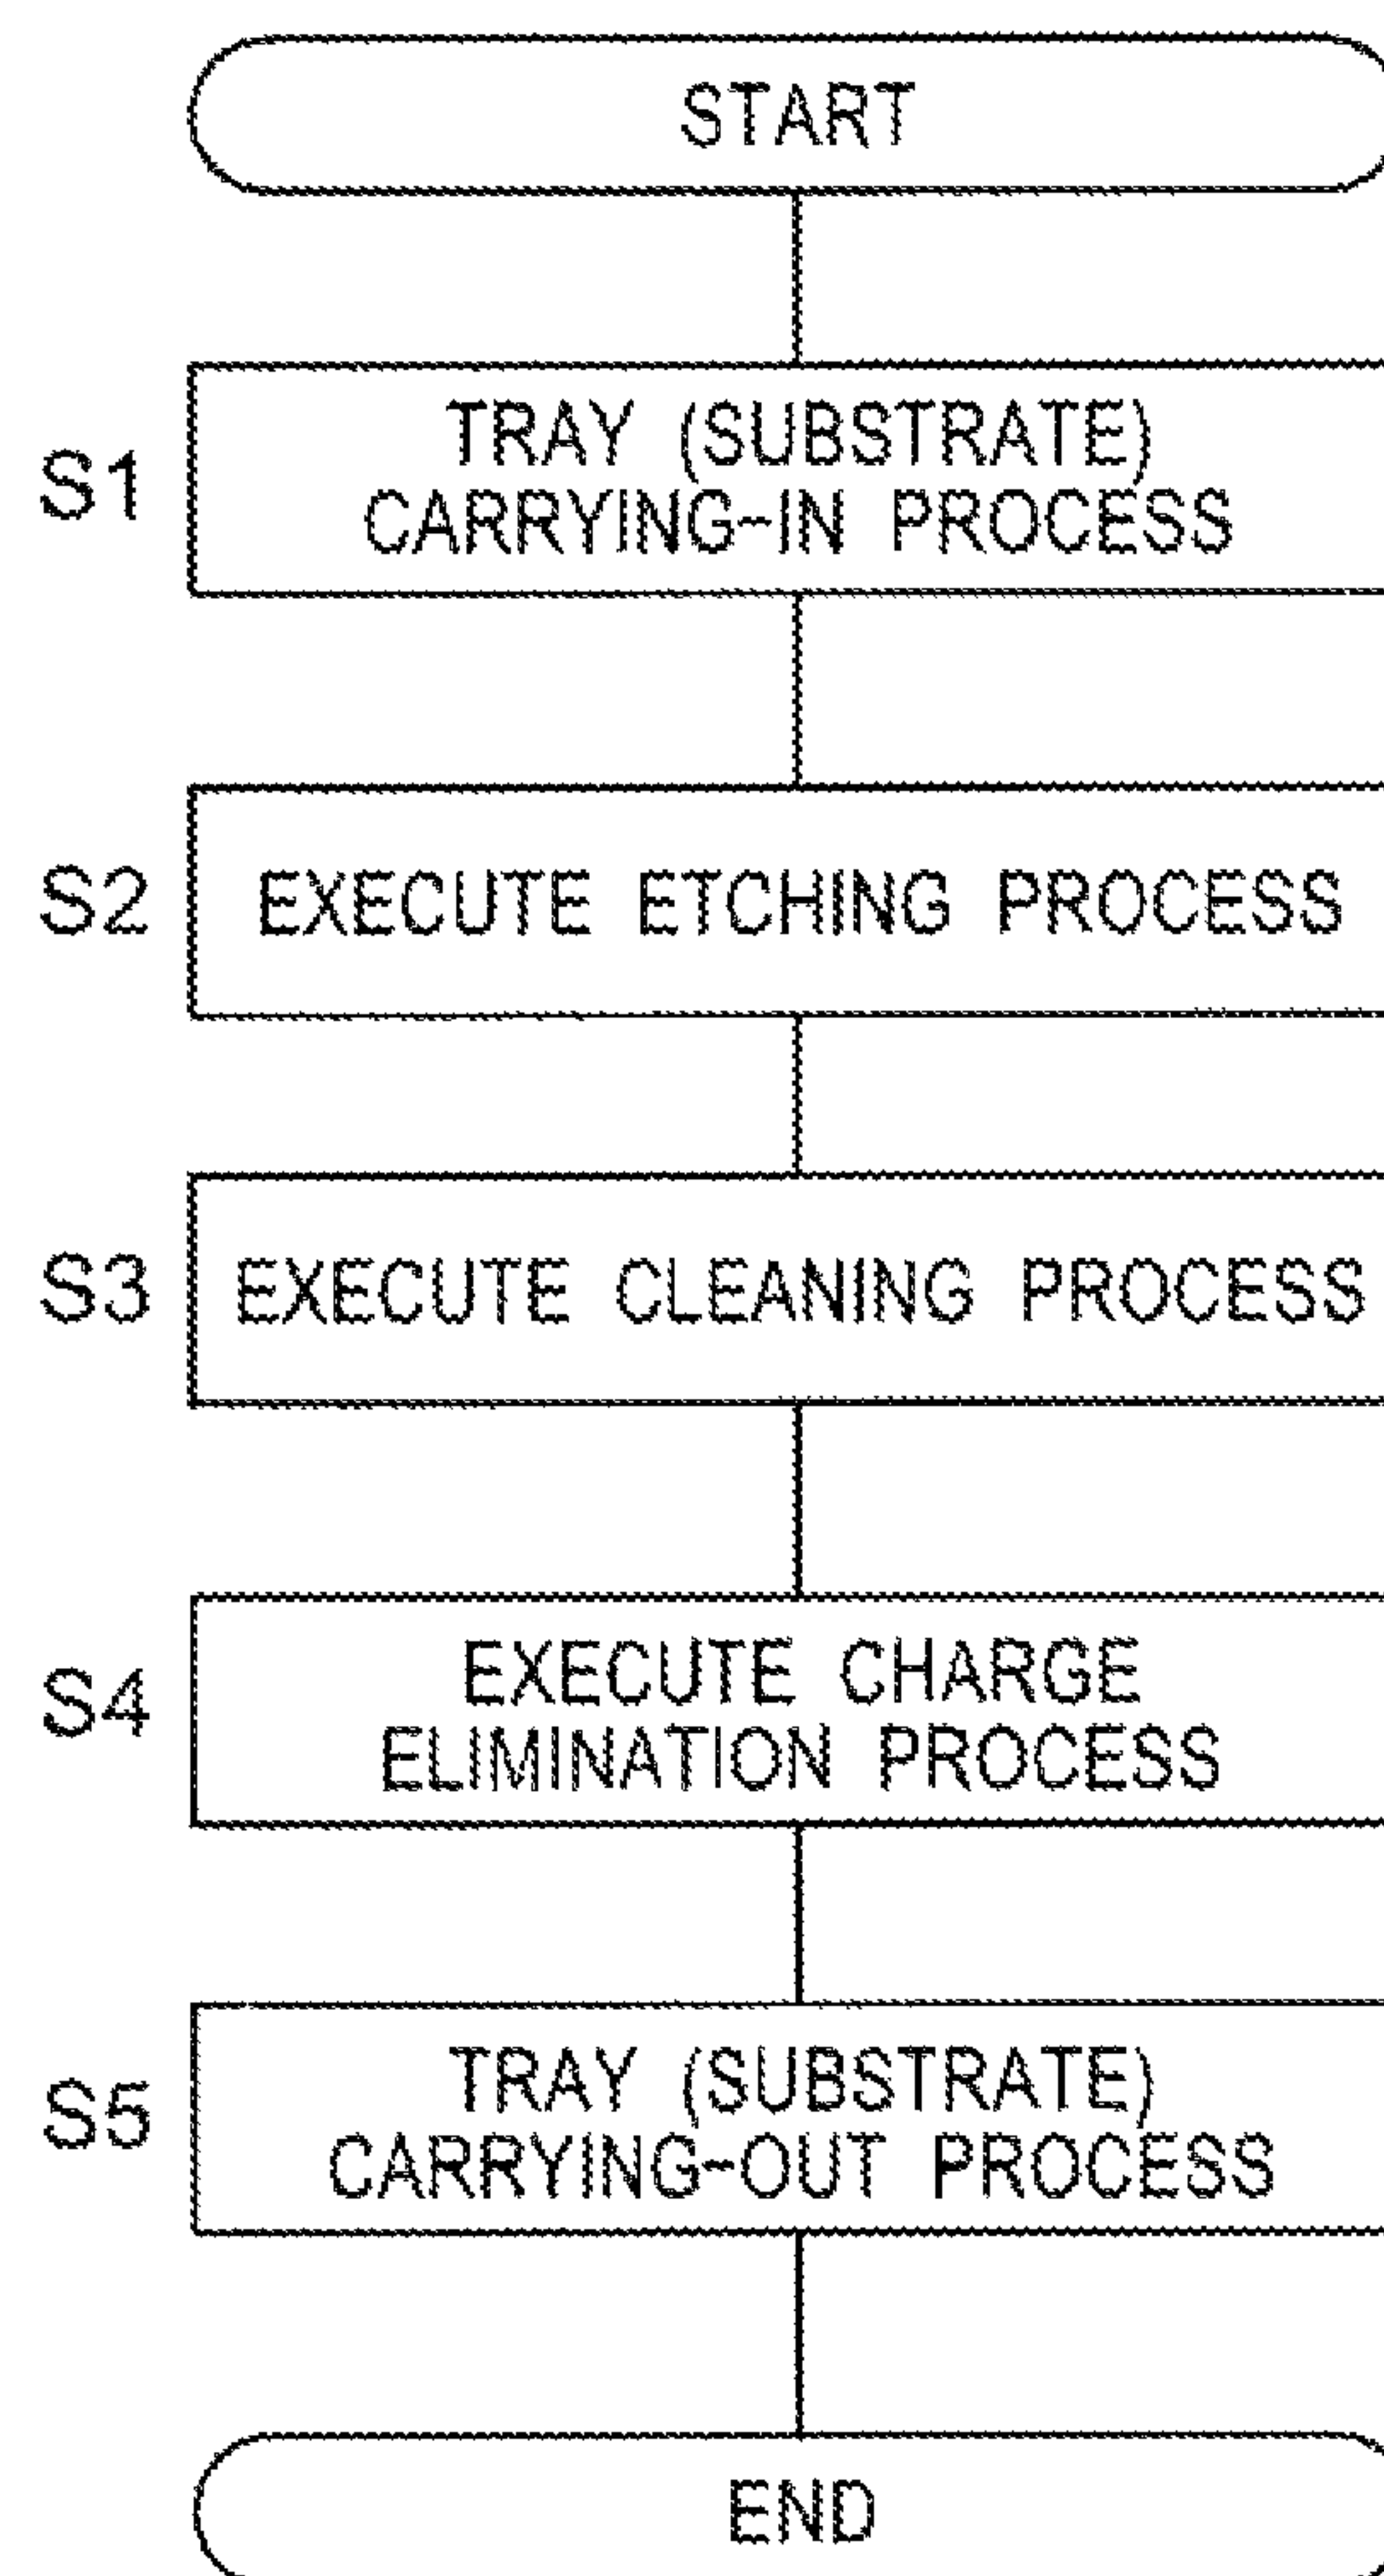 START
S1
TRAY (SUBSTRATE)
CARRYING-IN PROCESS
S2
EXECUTE ETCHING PROCESS
S3
EXECUTE CLEANING PROCESS
S4
EXECUTE CHARGE
ELIMINATION PROCESS
S5
TRAY (SUBSTRATE)
CARRYING-OUT PROCESS
END